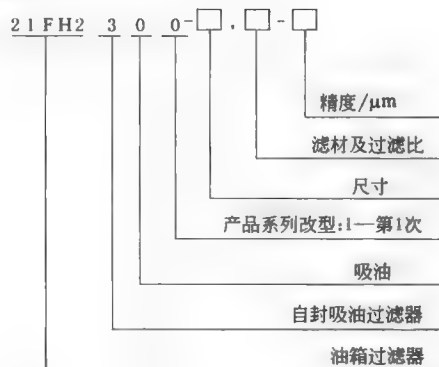 21FH2 3 0 0-□.□-□
精度/μm
滤材及过滤比
尺寸
产品系列改型:1—第1次
吸油
自封吸油过滤器
油箱过滤器